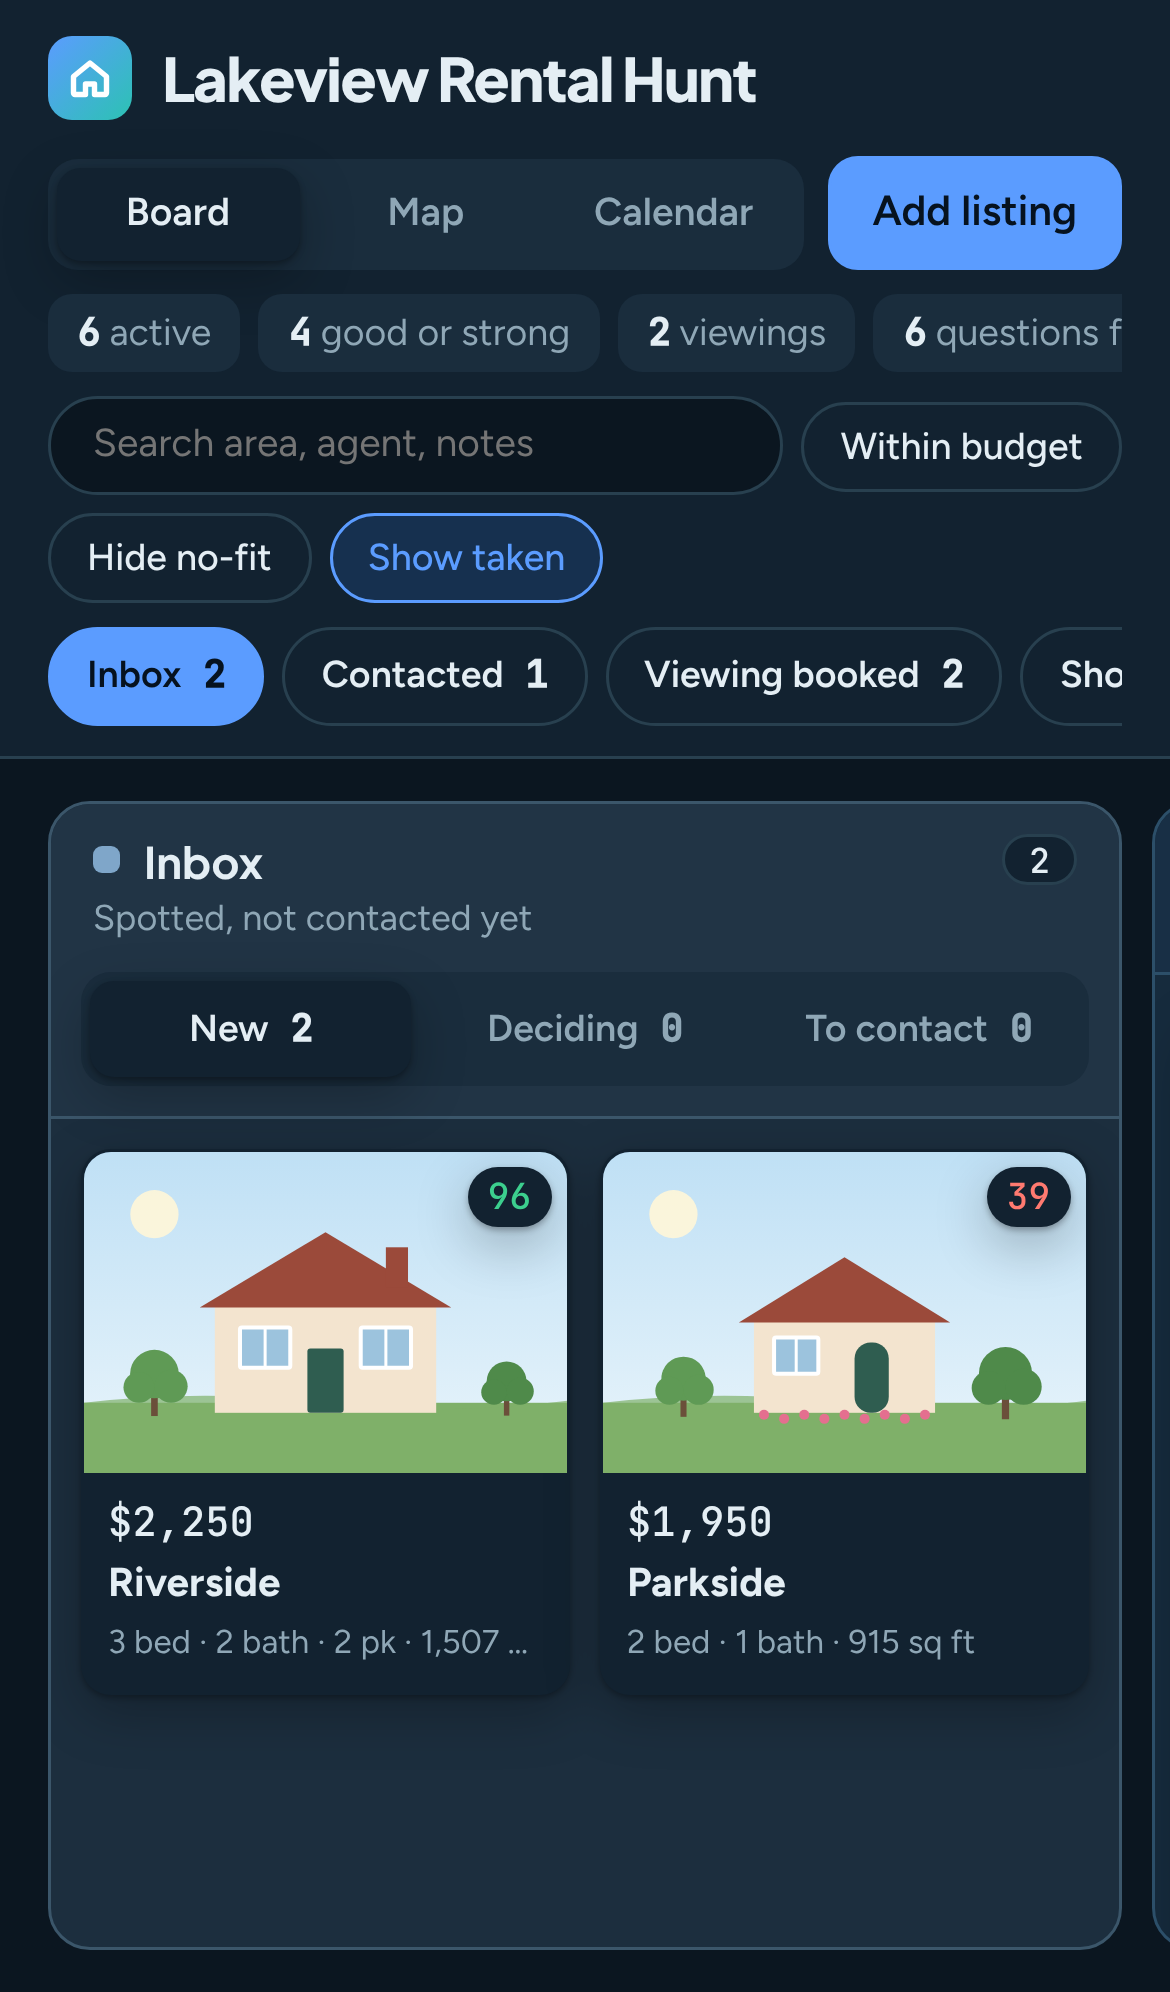 Lakeview Rental Hunt
Board Map Calendar Add listing
6 active 4 good or strong 2 viewings 6 questions f
Search area, agent, notes Within budget
Hide no-fit Show taken
Inbox 2 Contacted 1 Viewing booked 2 Sho
Inbox 2
Spotted, not contacted yet
New 2 Deciding 0 To contact 0
96 39
$2,250 $1,950
Riverside Parkside
3 bed · 2 bath · 2 pk · 1,507 ... 2 bed · 1 bath · 915 sq ft